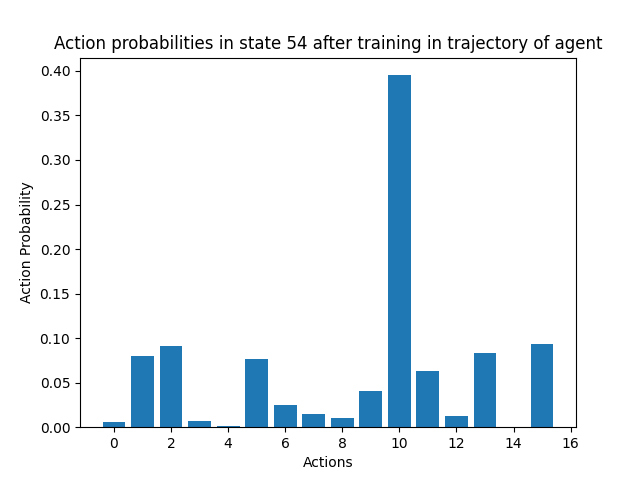 Action probabilities in state 54 after training in trajectory of agent
0.40
0.35
0.30
0.25
0.20
0.15
0.10
0.05
0.00
Action Probability
0 2 4 6 8 10 12 14 16
Actions